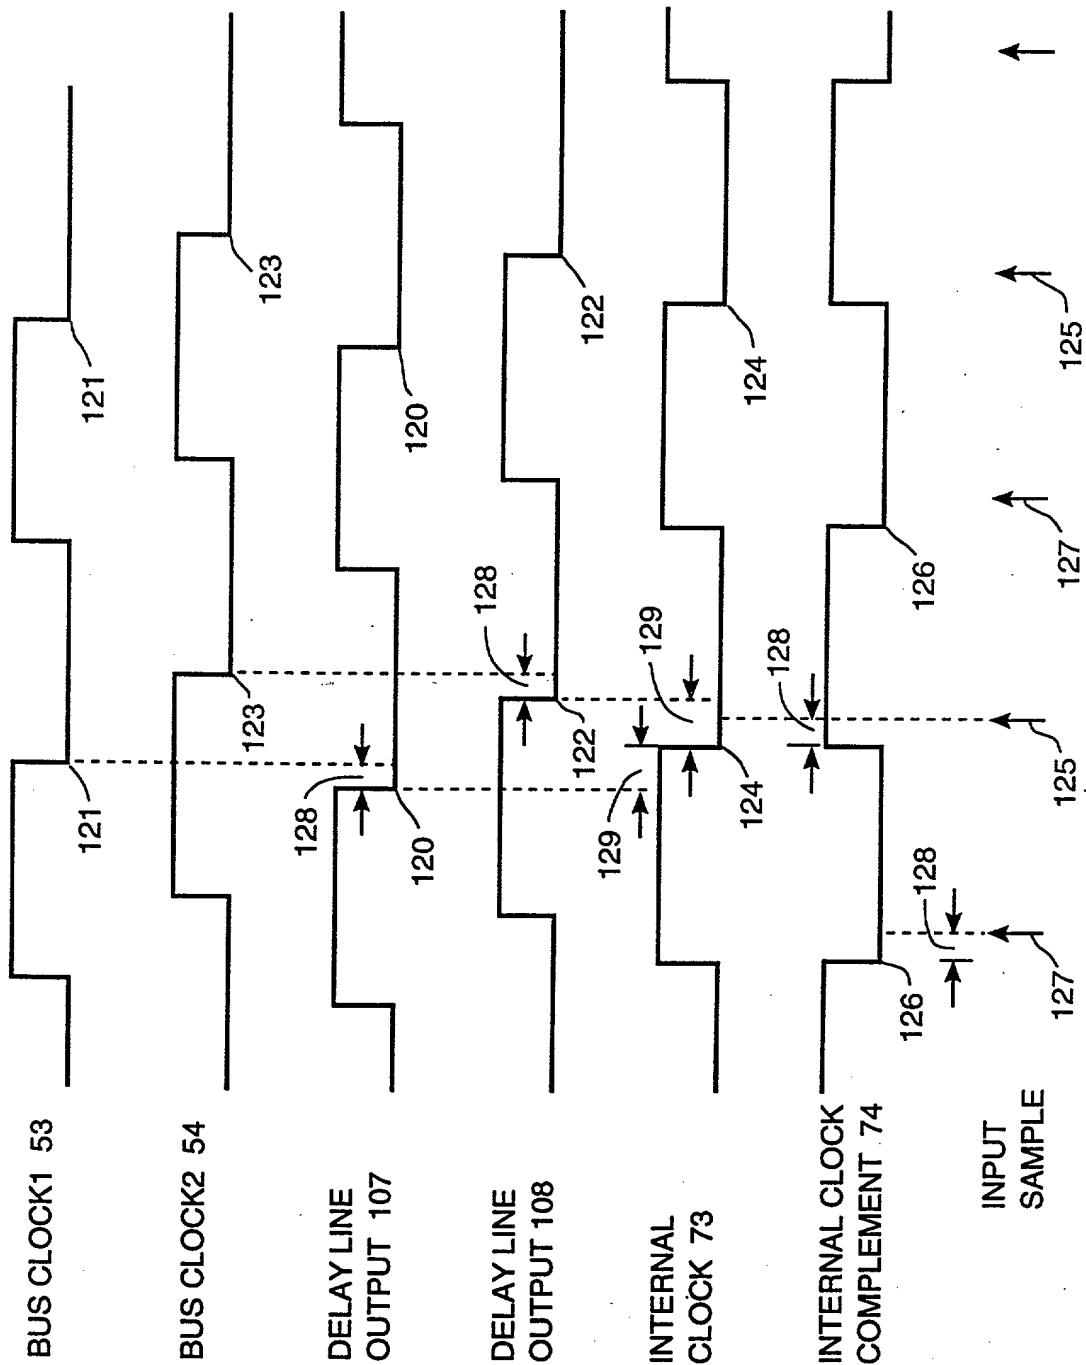 BUS CLOCK1 53
121
121
BUS CLOCK2 54
123
123
DELAY LINE
OUTPUT 107
128
120
120
DELAY LINE
OUTPUT 108
128
122
122
INTERNAL
CLOCK 73
129
129
124
124
INTERNAL CLOCK
COMPLEMENT 74
128
126
128
126
INPUT
SAMPLE
127
125
127
125